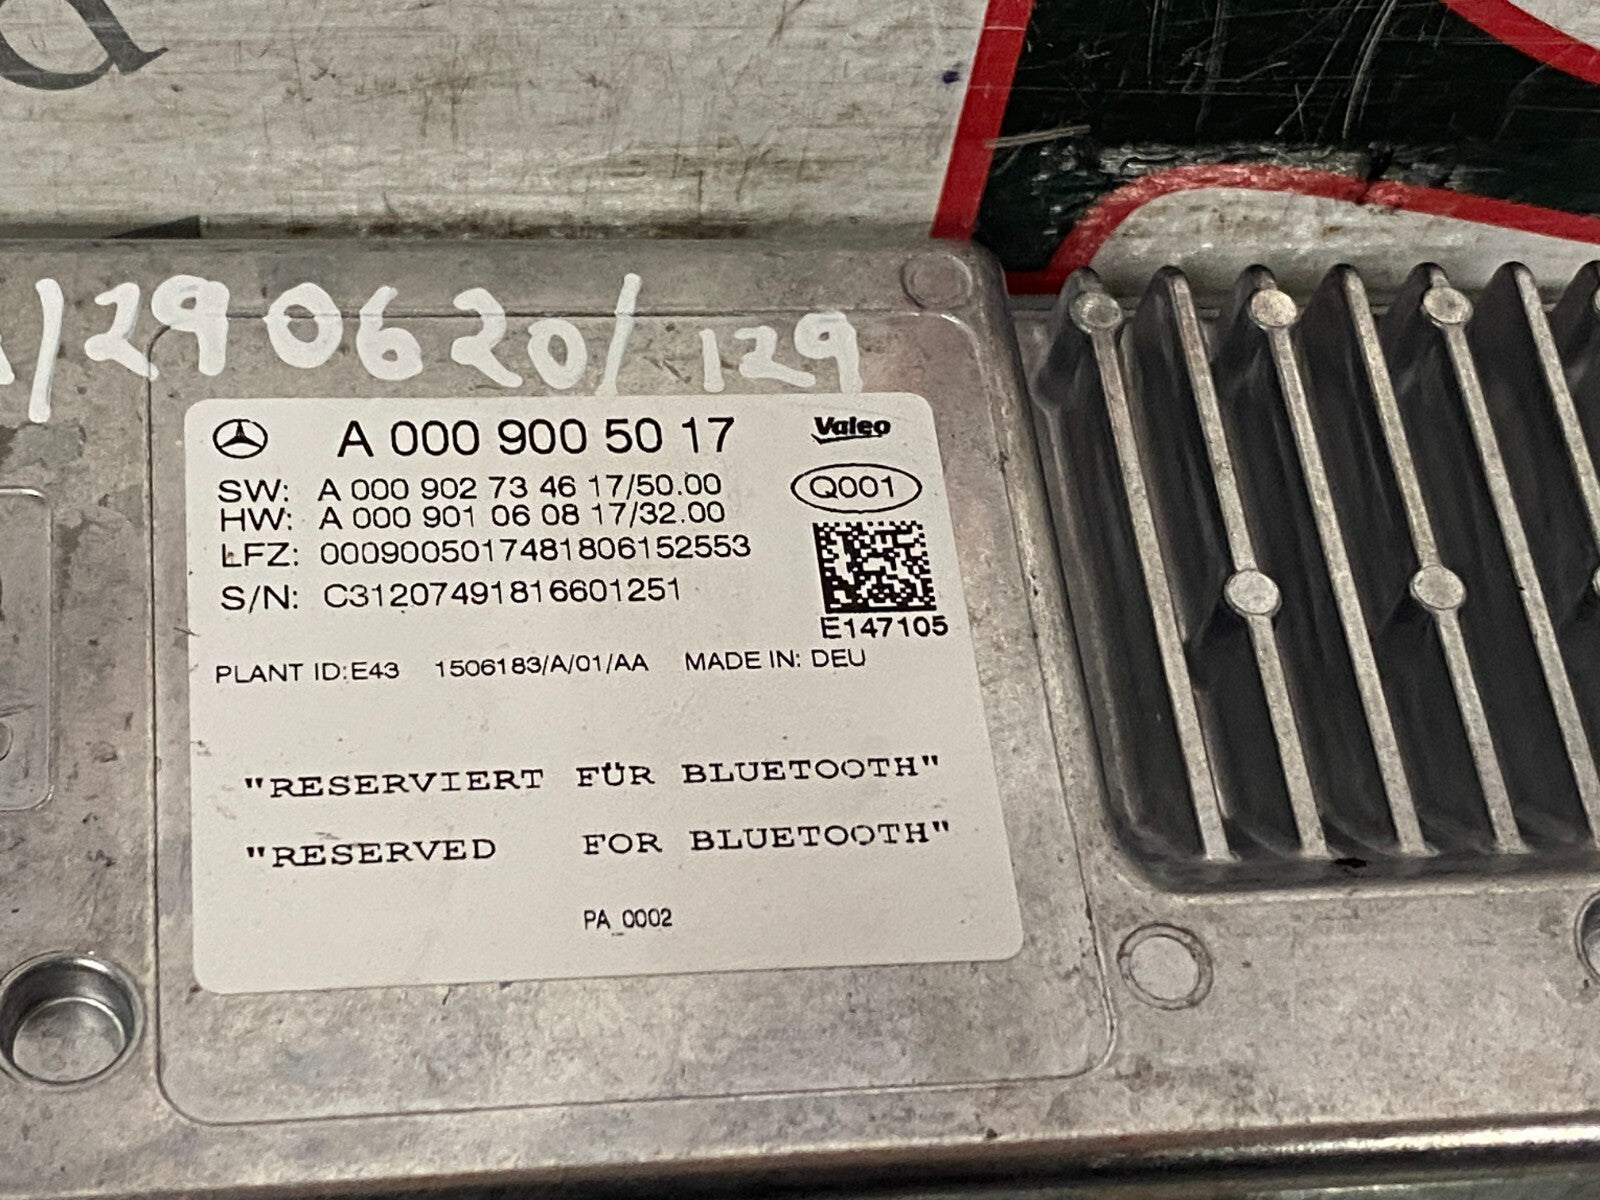 /290620/129
A 000 900 50 17
Valeo
SW: A 000 902 73 46 17/50.00
Q001
HW: A 000 901 06 08 17/32.00
LFZ: 0009005017481806152553
S/N: C31207491816601251
E147105
PLANT ID:E43 1506183/A/01/AA MADE IN: DEU
"RESERVIERT FÜR BLUETOOTH"
"RESERVED FOR BLUETOOTH"
PA_0002